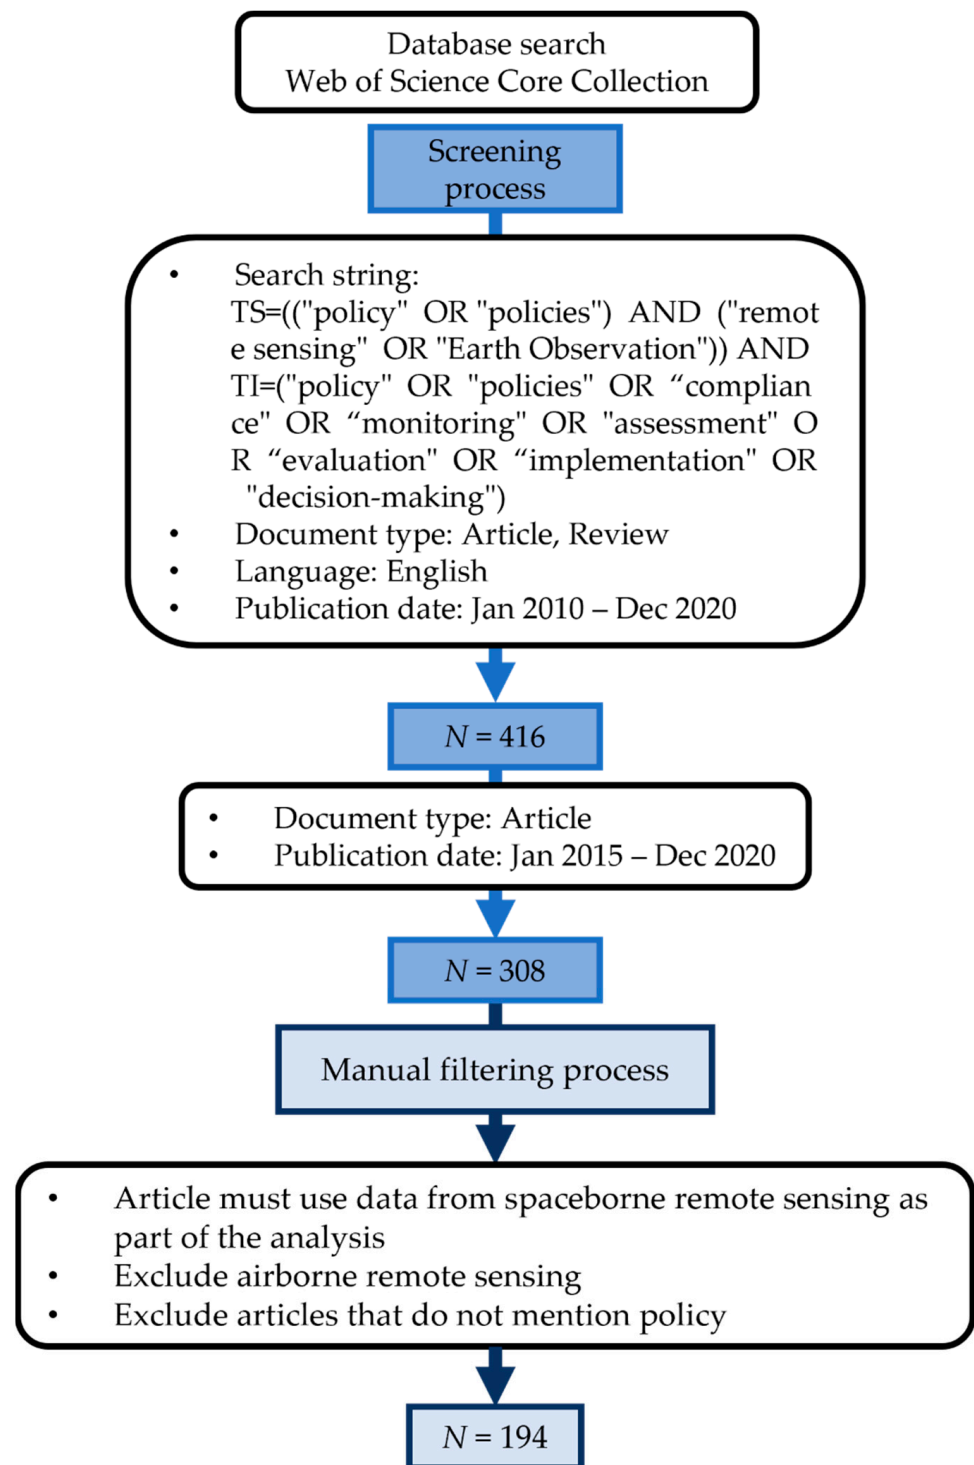 Database search
Web of Science Core Collection
Screening
process
• Search string:
TS=(("policy" OR "policies") AND ("remot
e sensing" OR "Earth Observation")) AND
TI=("policy" OR "policies" OR “complian
ce" OR “monitoring" OR "assessment" O
R “evaluation" OR “implementation" OR
"decision-making")
• Document type: Article, Review
• Language: English
• Publication date: Jan 2010 – Dec 2020
N = 416
• Document type: Article
• Publication date: Jan 2015 – Dec 2020
N = 308
Manual filtering process
• Article must use data from spaceborne remote sensing as
part of the analysis
• Exclude airborne remote sensing
• Exclude articles that do not mention policy
N = 194